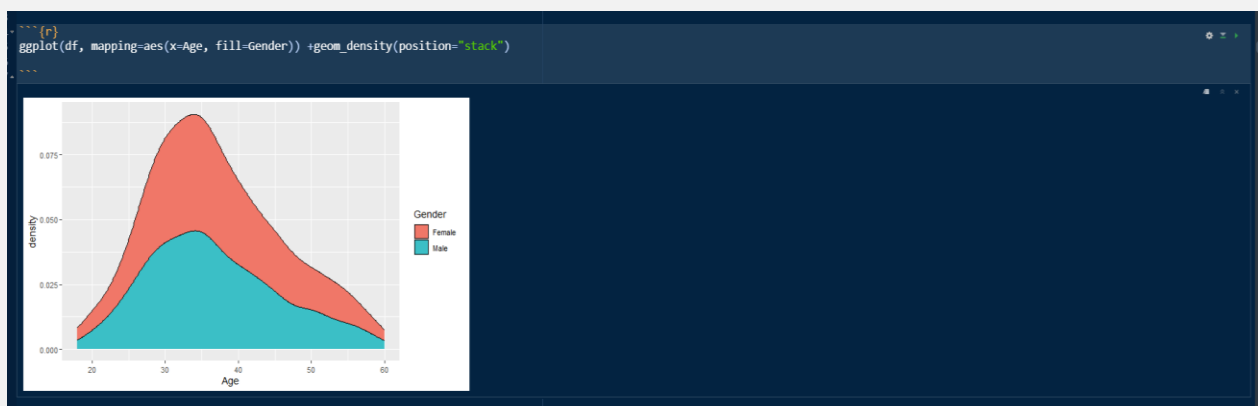 ```{r}
ggplot(df, mapping=aes(x=Age, fill=Gender)) +geom_density(position="stack")
```
0.075
0.050
0.025
0.000
density
20 30 40 50 60
Age
Gender
Female
Male